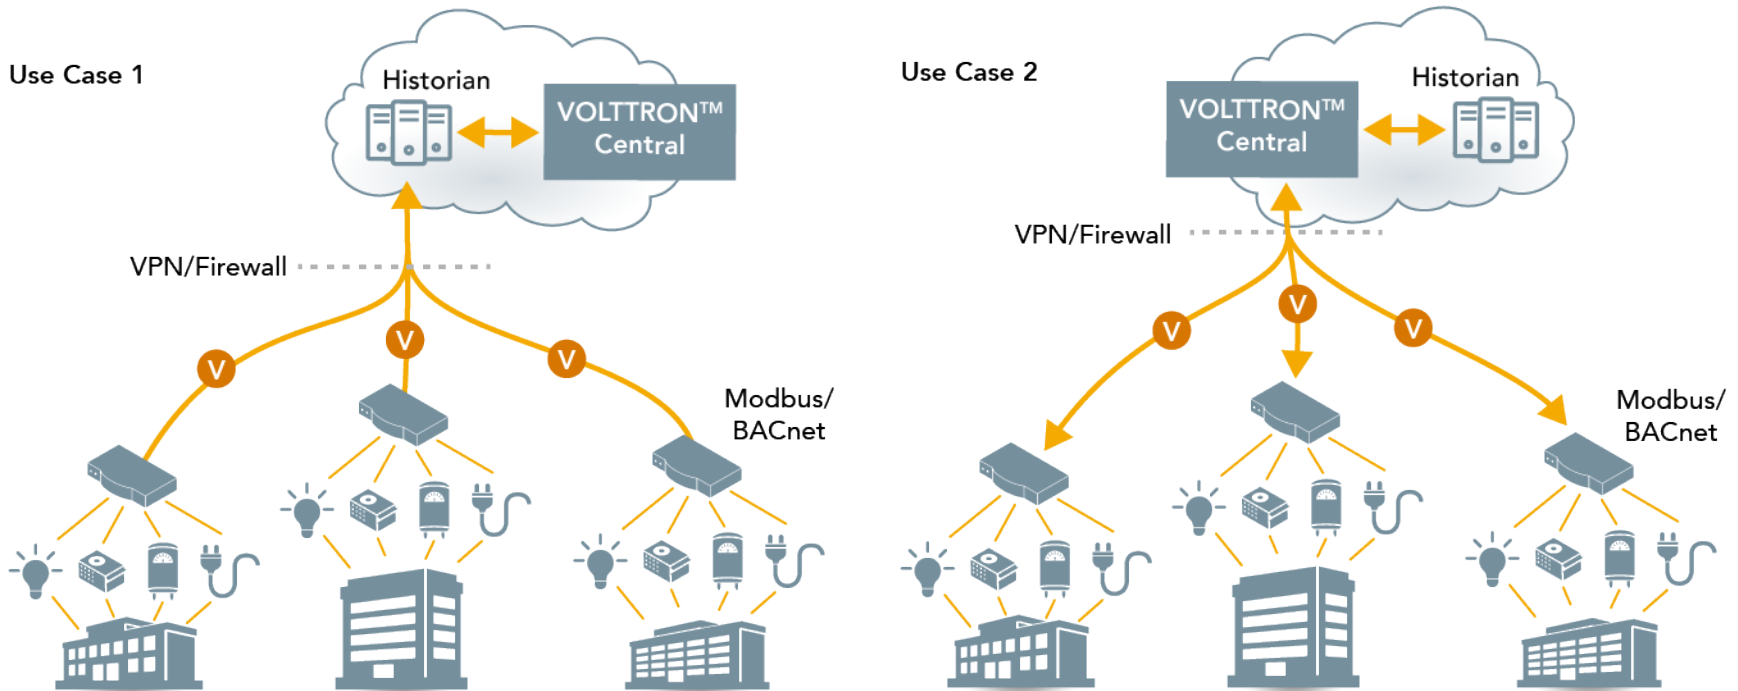 Use Case 1
Historian
VOLTTRON™
Central
VPN/Firewall
V
V
V
Modbus/
BACnet
Use Case 2
VOLTTRON™
Central
Historian
VPN/Firewall
V
V
V
Modbus/
BACnet